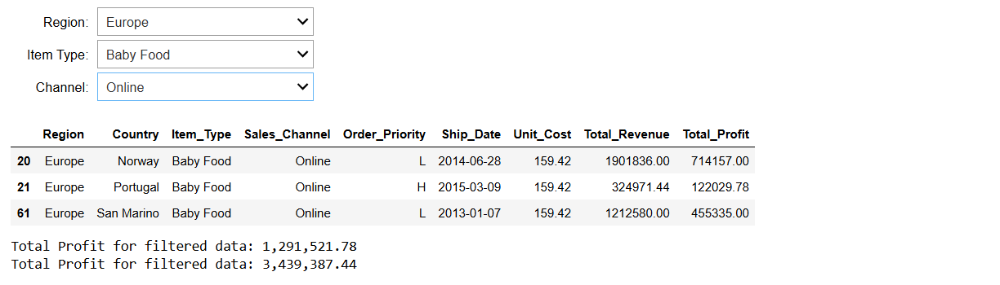 Region: Europe
Item Type: Baby Food
Channel: Online
Region Country Item_Type Sales_Channel Order_Priority Ship_Date Unit_Cost Total_Revenue Total_Profit
20 Europe Norway Baby Food Online L 2014-06-28 159.42 1901836.00 714157.00
21 Europe Portugal Baby Food Online H 2015-03-09 159.42 324971.44 122029.78
61 Europe San Marino Baby Food Online L 2013-01-07 159.42 1212580.00 455335.00
Total Profit for filtered data: 1,291,521.78
Total Profit for filtered data: 3,439,387.44